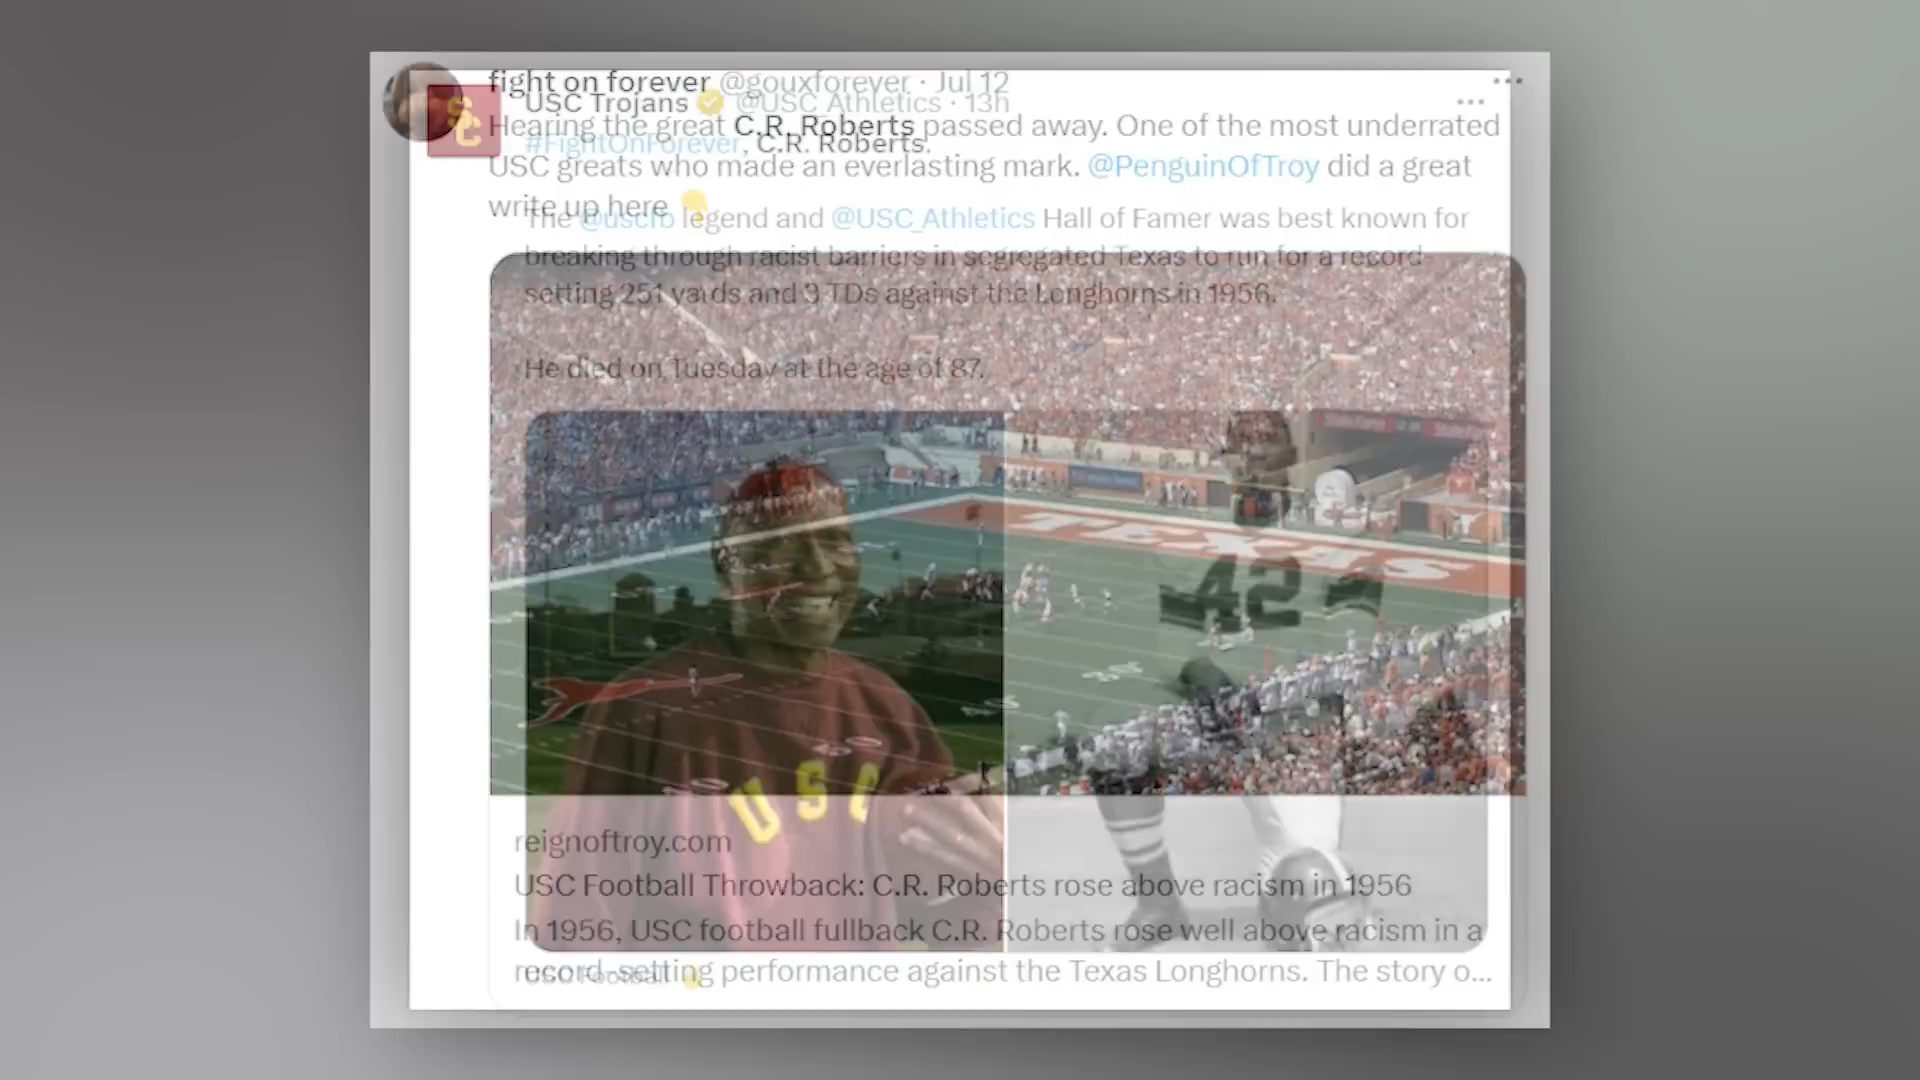 fight on forever @gouxforever · Jul 12
USC Trojans @USC_Athletics · 13h
Hearing the great C.R. Roberts passed away. One of the most underrated
#FightOnForever, C.R. Roberts.
USC greats who made an everlasting mark. @PenguinOfTroy did a great
write up here
The @uscfb legend and @USC_Athletics Hall of Famer was best known for
breaking through racist barriers in segregated Texas to run for a record
setting 251 yards and 3 TDs against the Longhorns in 1956.
He died on Tuesday at the age of 87.
TEXAS
42
USC
reignoftroy.com
USC Football Throwback: C.R. Roberts rose above racism in 1956
In 1956, USC football fullback C.R. Roberts rose well above racism in a
record-setting performance against the Texas Longhorns. The story o...
USC Football